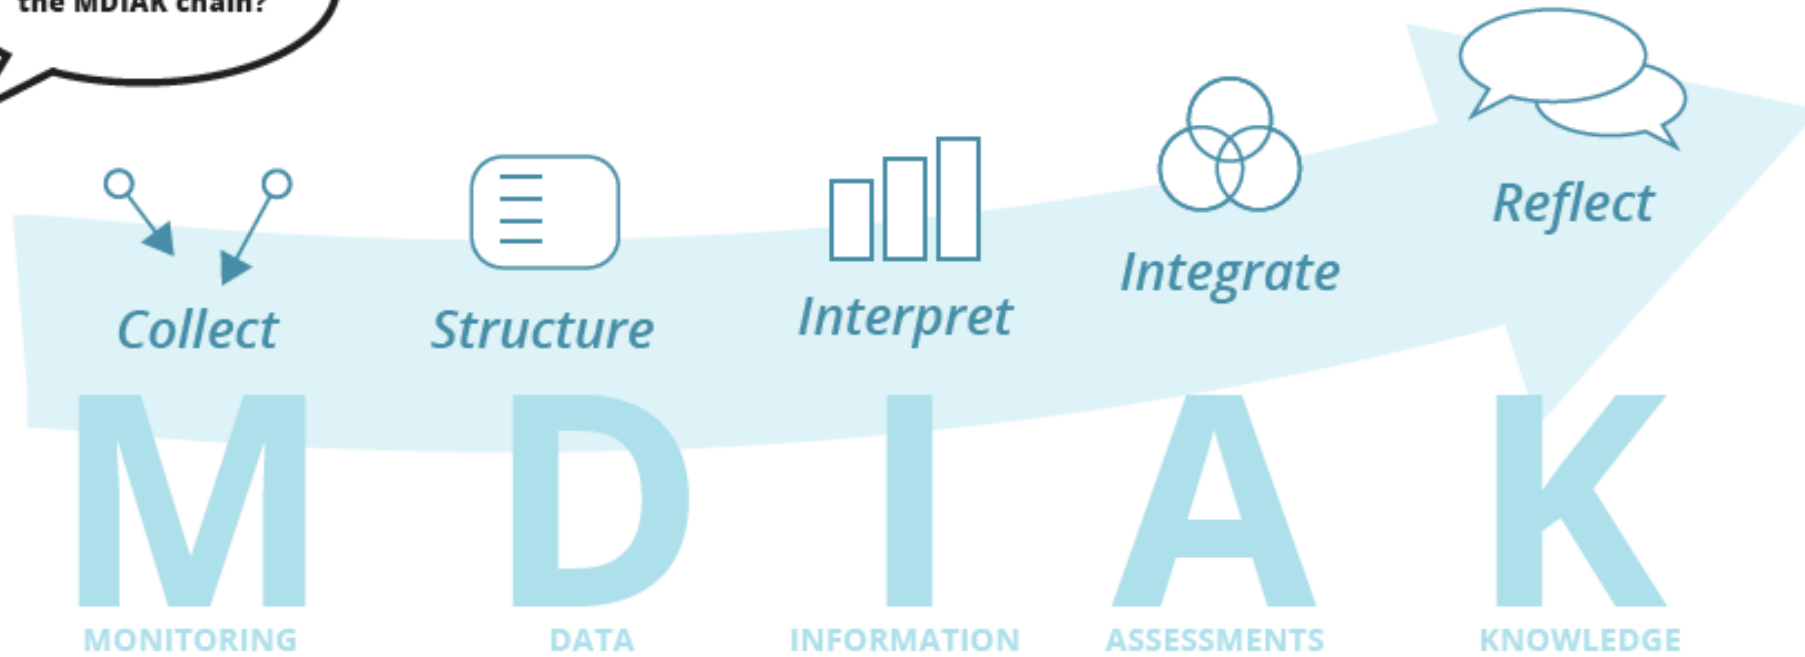 the MDIAK chain?
Reflect
Integrate
Collect
Structure
Interpret
M D I A K
MONITORING DATA INFORMATION ASSESSMENTS KNOWLEDGE